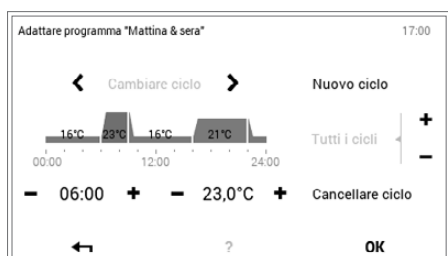 Adattare programma "Mattina & sera" 17:00
Cambiare ciclo Nuovo ciclo
16°C 23°C 16°C 21°C
Tutti i cicli
00:00 12:00 24:00
− 06:00 + − 23,0°C + Cancellare ciclo
? OK